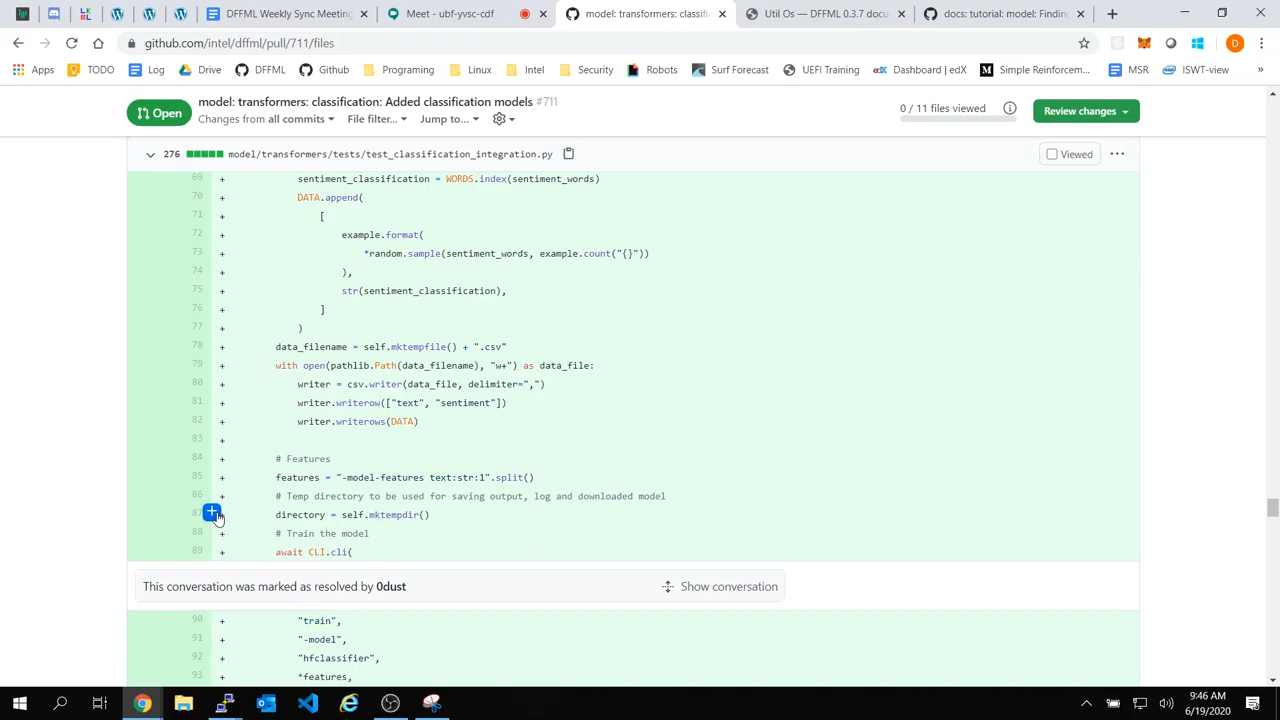 DFFML Weekly Sync Meeting
Meet - ubf-yvsc-cdf
model: transformers: classific
Util Os — DFFML 0.3.7 docu
docs: tutorial: model: Finding
github.com/intel/dffml/pull/711/files
D
Apps TODO Log Drive DFFML Github Programming Linux Intel Security Robots Surf Forecast UEFI Training Dashboard | edX Simple Reinforcem... MSR ISWT-view »
Open
model: transformers: classification: Added classification models #711
Changes from all commits File filter... Jump to...
0 / 11 files viewed
Review changes
276 model/transformers/tests/test_classification_integration.py
Viewed
69 + sentiment_classification = WORDS.index(sentiment_words)
70 + DATA.append(
71 + [
72 + example.format(
73 + *random.sample(sentiment_words, example.count("{}"))
74 + ),
75 + str(sentiment_classification),
76 + ]
77 + )
78 + data_filename = self.mktempfile() + ".csv"
79 + with open(pathlib.Path(data_filename), "w+") as data_file:
80 + writer = csv.writer(data_file, delimiter=",")
81 + writer.writerow(["text", "sentiment"])
82 + writer.writerows(DATA)
83 +
84 + # Features
85 + features = "-model-features text:str:1".split()
86 + # Temp directory to be used for saving output, log and downloaded model
87 directory = self.mktempdir()
88 + # Train the model
89 + await CLI.cli(
This conversation was marked as resolved by 0dust
Show conversation
90 + "train",
91 + "-model",
92 + "hfclassifier",
93 + *features,
9:46 AM
6/19/2020